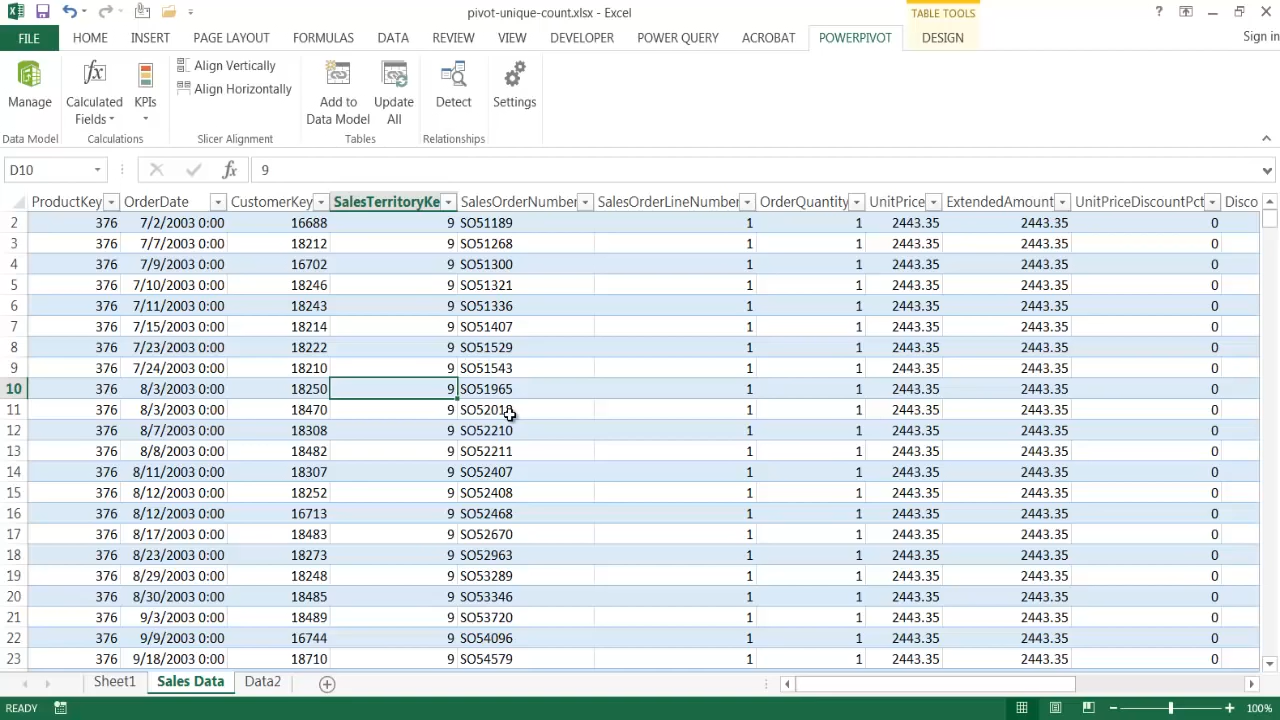 pivot-unique-count.xlsx - Excel
TABLE TOOLS
?
FILE HOME INSERT PAGE LAYOUT FORMULAS DATA REVIEW VIEW DEVELOPER POWER QUERY ACROBAT POWERPIVOT DESIGN Sign in
Align Vertically
Align Horizontally
Manage Calculated Fields KPIs Add to Data Model Update All Detect Settings
Data Model Calculations Slicer Alignment Tables Relationships
D10 fx 9
ProductKey OrderDate CustomerKey SalesTerritoryKe SalesOrderNumber SalesOrderLineNumber OrderQuantity UnitPrice ExtendedAmount UnitPriceDiscountPct Disco
2 376 7/2/2003 0:00 16688 9 SO51189 1 1 2443.35 2443.35 0
3 376 7/7/2003 0:00 18212 9 SO51268 1 1 2443.35 2443.35 0
4 376 7/9/2003 0:00 16702 9 SO51300 1 1 2443.35 2443.35 0
5 376 7/10/2003 0:00 18246 9 SO51321 1 1 2443.35 2443.35 0
6 376 7/11/2003 0:00 18243 9 SO51336 1 1 2443.35 2443.35 0
7 376 7/15/2003 0:00 18214 9 SO51407 1 1 2443.35 2443.35 0
8 376 7/23/2003 0:00 18222 9 SO51529 1 1 2443.35 2443.35 0
9 376 7/24/2003 0:00 18210 9 SO51543 1 1 2443.35 2443.35 0
10 376 8/3/2003 0:00 18250 9 SO51965 1 1 2443.35 2443.35 0
11 376 8/3/2003 0:00 18470 9 1 1 2443.35 2443.35 0
12 376 8/7/2003 0:00 18308 9 SO52210 1 1 2443.35 2443.35 0
13 376 8/8/2003 0:00 18482 9 SO52211 1 1 2443.35 2443.35 0
14 376 8/11/2003 0:00 18307 9 SO52407 1 1 2443.35 2443.35 0
15 376 8/12/2003 0:00 18252 9 SO52408 1 1 2443.35 2443.35 0
16 376 8/12/2003 0:00 16713 9 SO52468 1 1 2443.35 2443.35 0
17 376 8/17/2003 0:00 18483 9 SO52670 1 1 2443.35 2443.35 0
18 376 8/23/2003 0:00 18273 9 SO52963 1 1 2443.35 2443.35 0
19 376 8/29/2003 0:00 18248 9 SO53289 1 1 2443.35 2443.35 0
20 376 8/30/2003 0:00 18485 9 SO53346 1 1 2443.35 2443.35 0
21 376 9/3/2003 0:00 18489 9 SO53720 1 1 2443.35 2443.35 0
22 376 9/9/2003 0:00 16744 9 SO54096 1 1 2443.35 2443.35 0
23 376 9/18/2003 0:00 18710 9 SO54579 1 1 2443.35 2443.35 0
Sheet1 Sales Data Data2
READY 100%